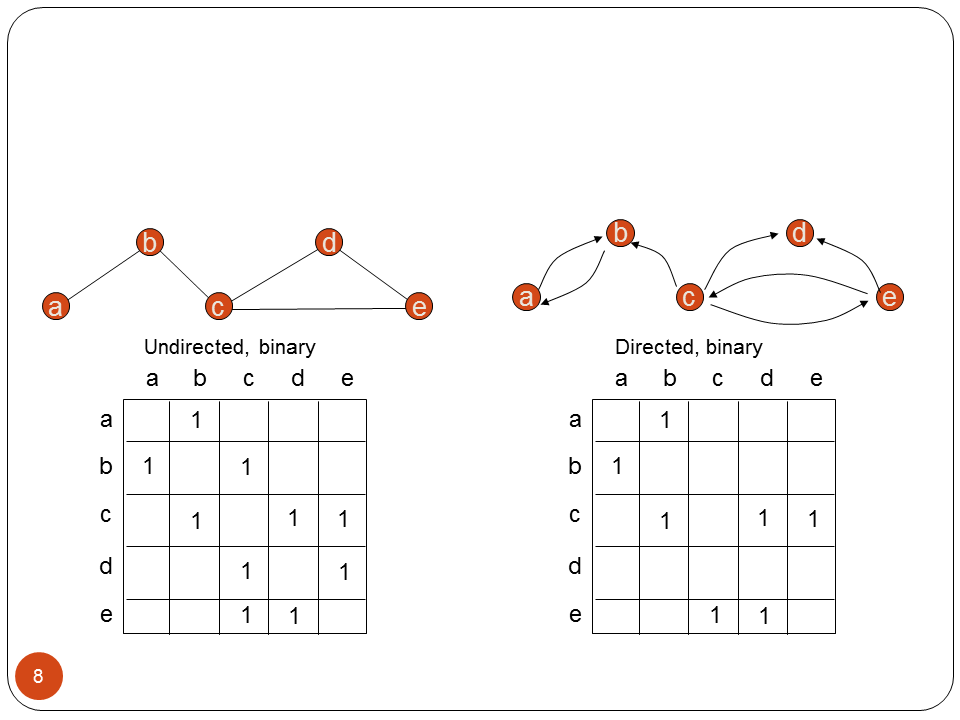 b d
a c e
Undirected, binary
a b c d e
a 1
b 1 1
c 1 1 1
d 1 1
e 1 1
b d
a c e
Directed, binary
a b c d e
a 1
b 1
c 1 1 1
d
e 1 1
8